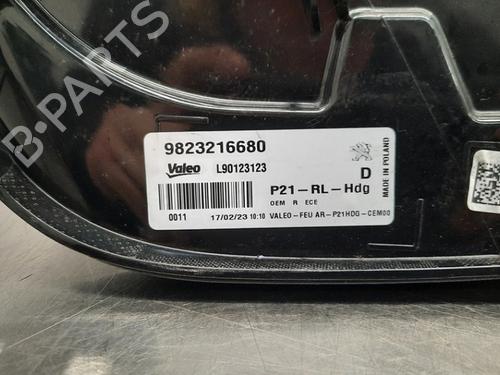 B-PARTS
9823216680
Valeo L90123123 D
P21-RL-Hdg
OEM R ECE
0011 17/02/23 10:10 VALEO-FEU AR-P21HDG-CEM00
MADE IN POLAND